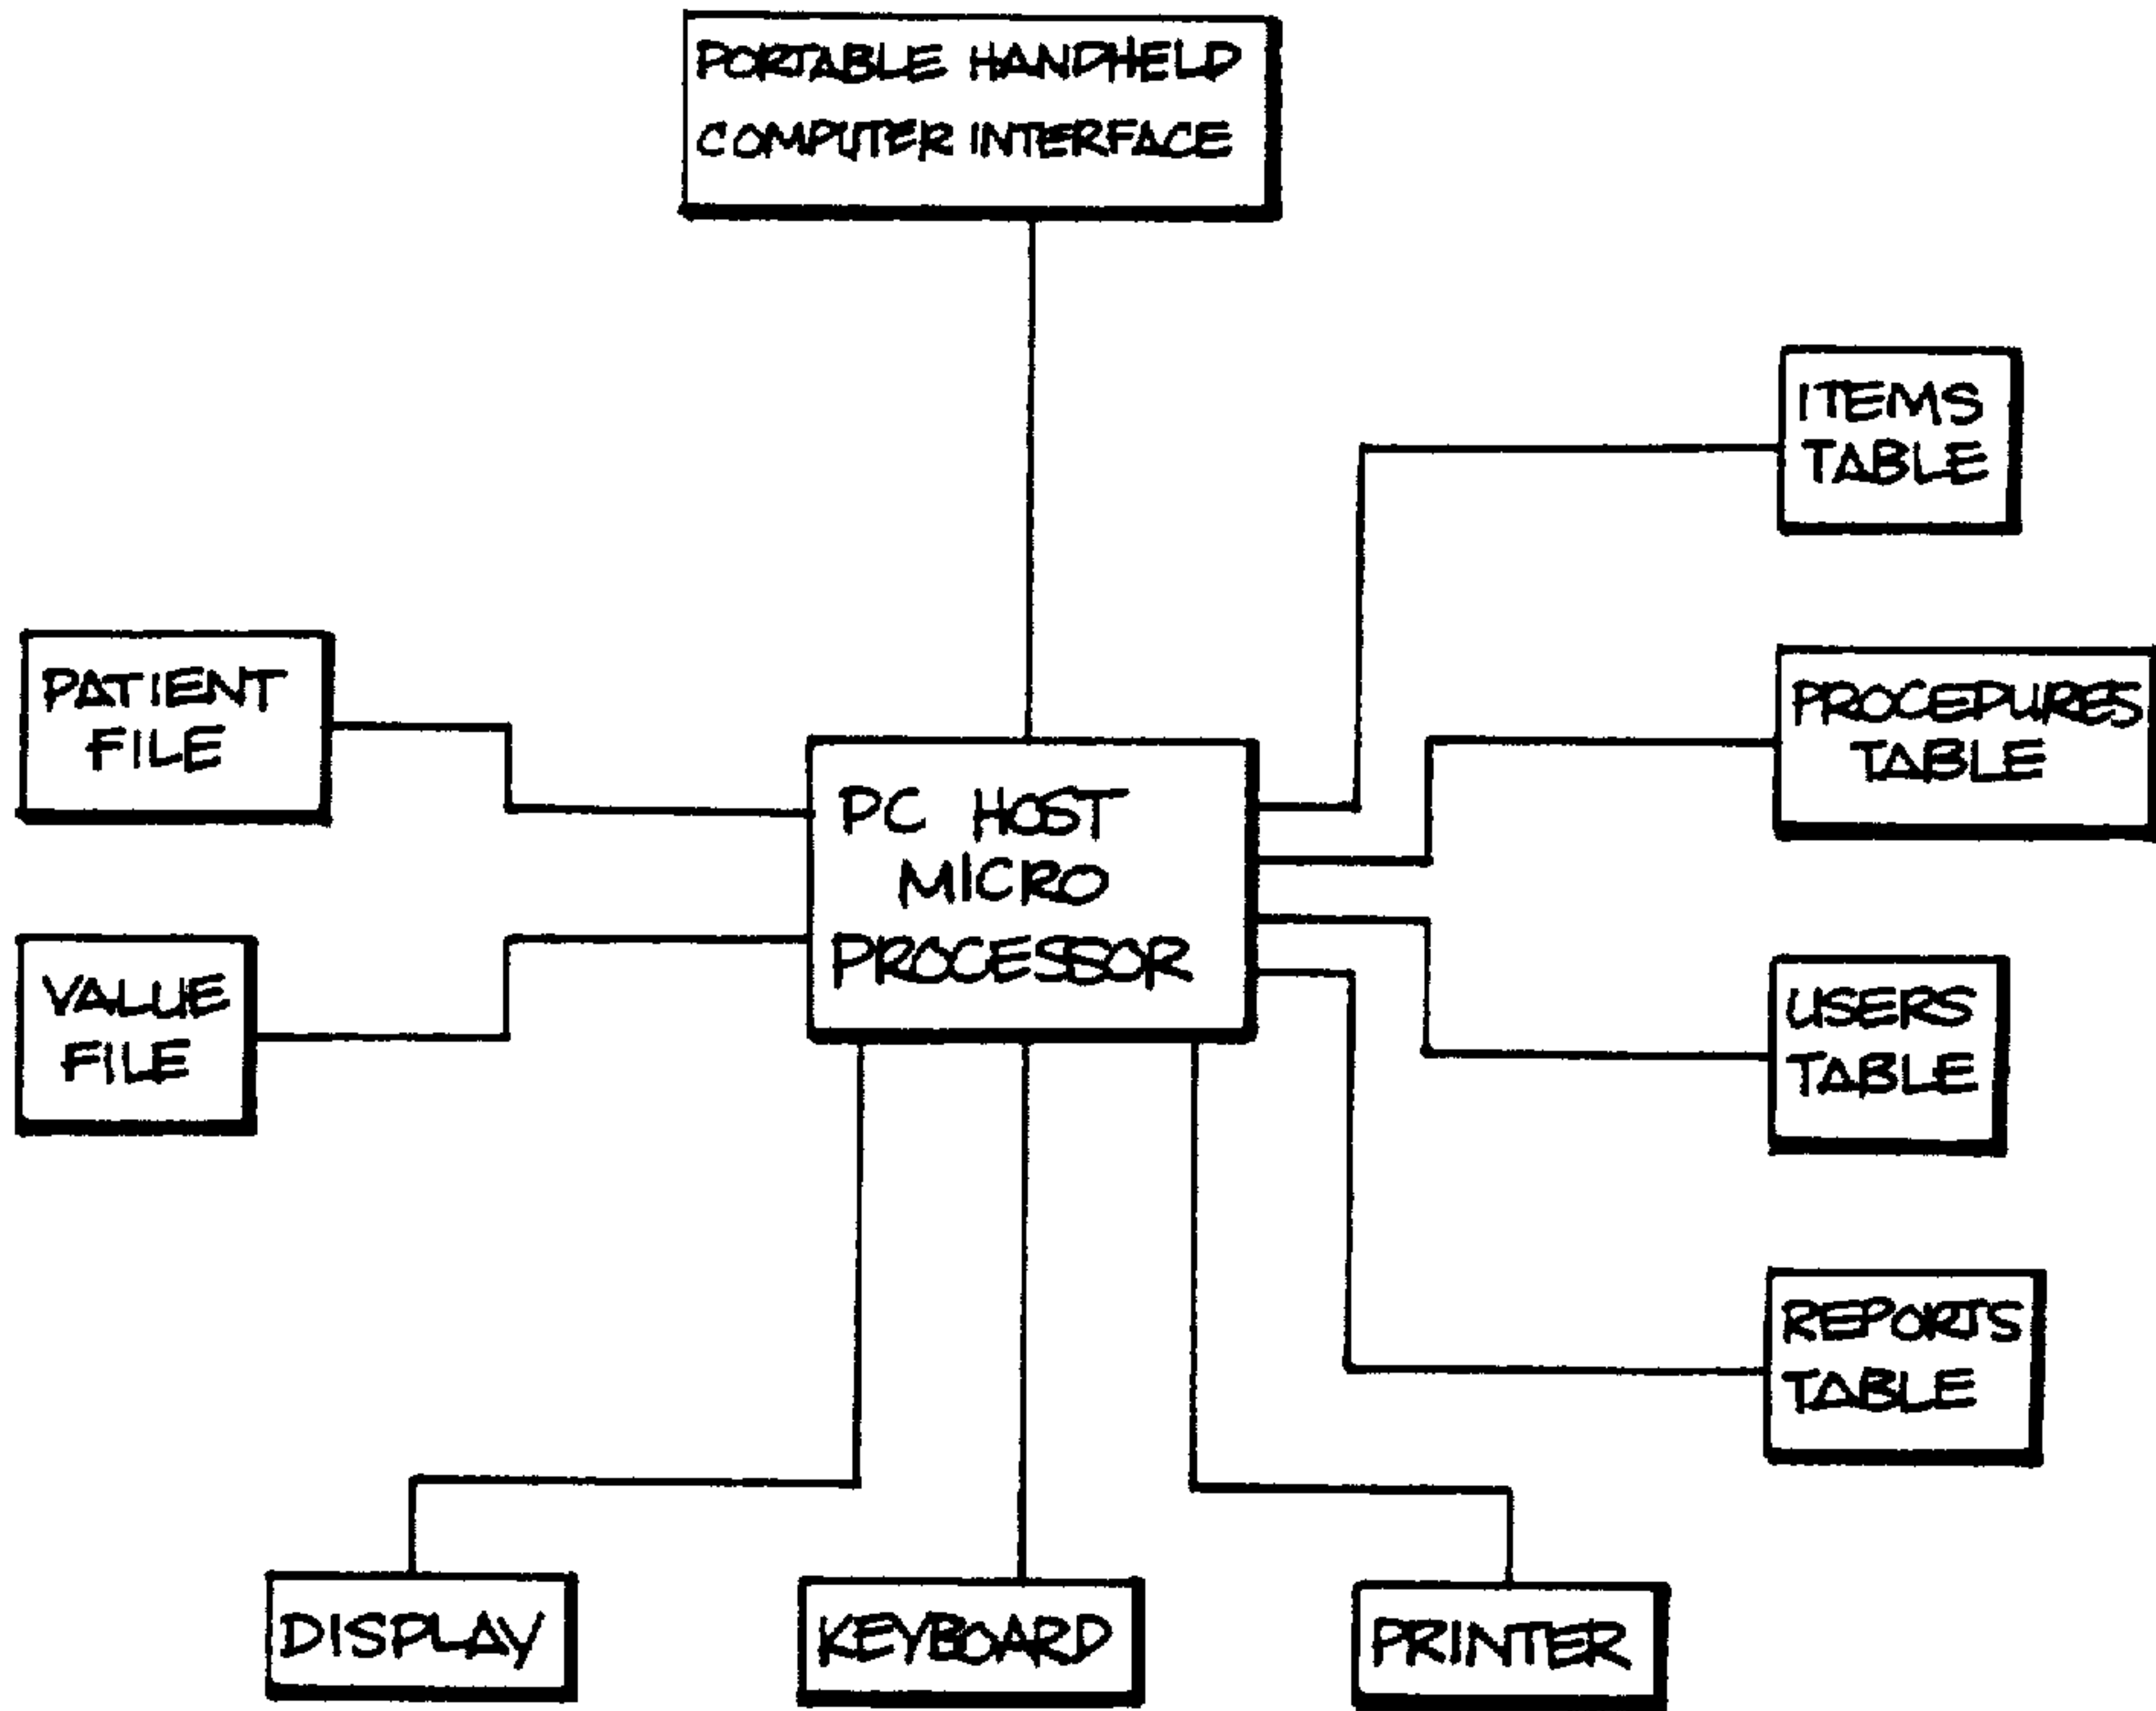 PORTABLE HANDHELD
COMPUTER INTERFACE
ITEMS
TABLE
PATIENT
FILE
PROCEDURES
TABLE
PC HOST
MICRO
PROCESSOR
VALUE
FILE
USERS
TABLE
REPORTS
TABLE
DISPLAY
KEYBOARD
PRINTER